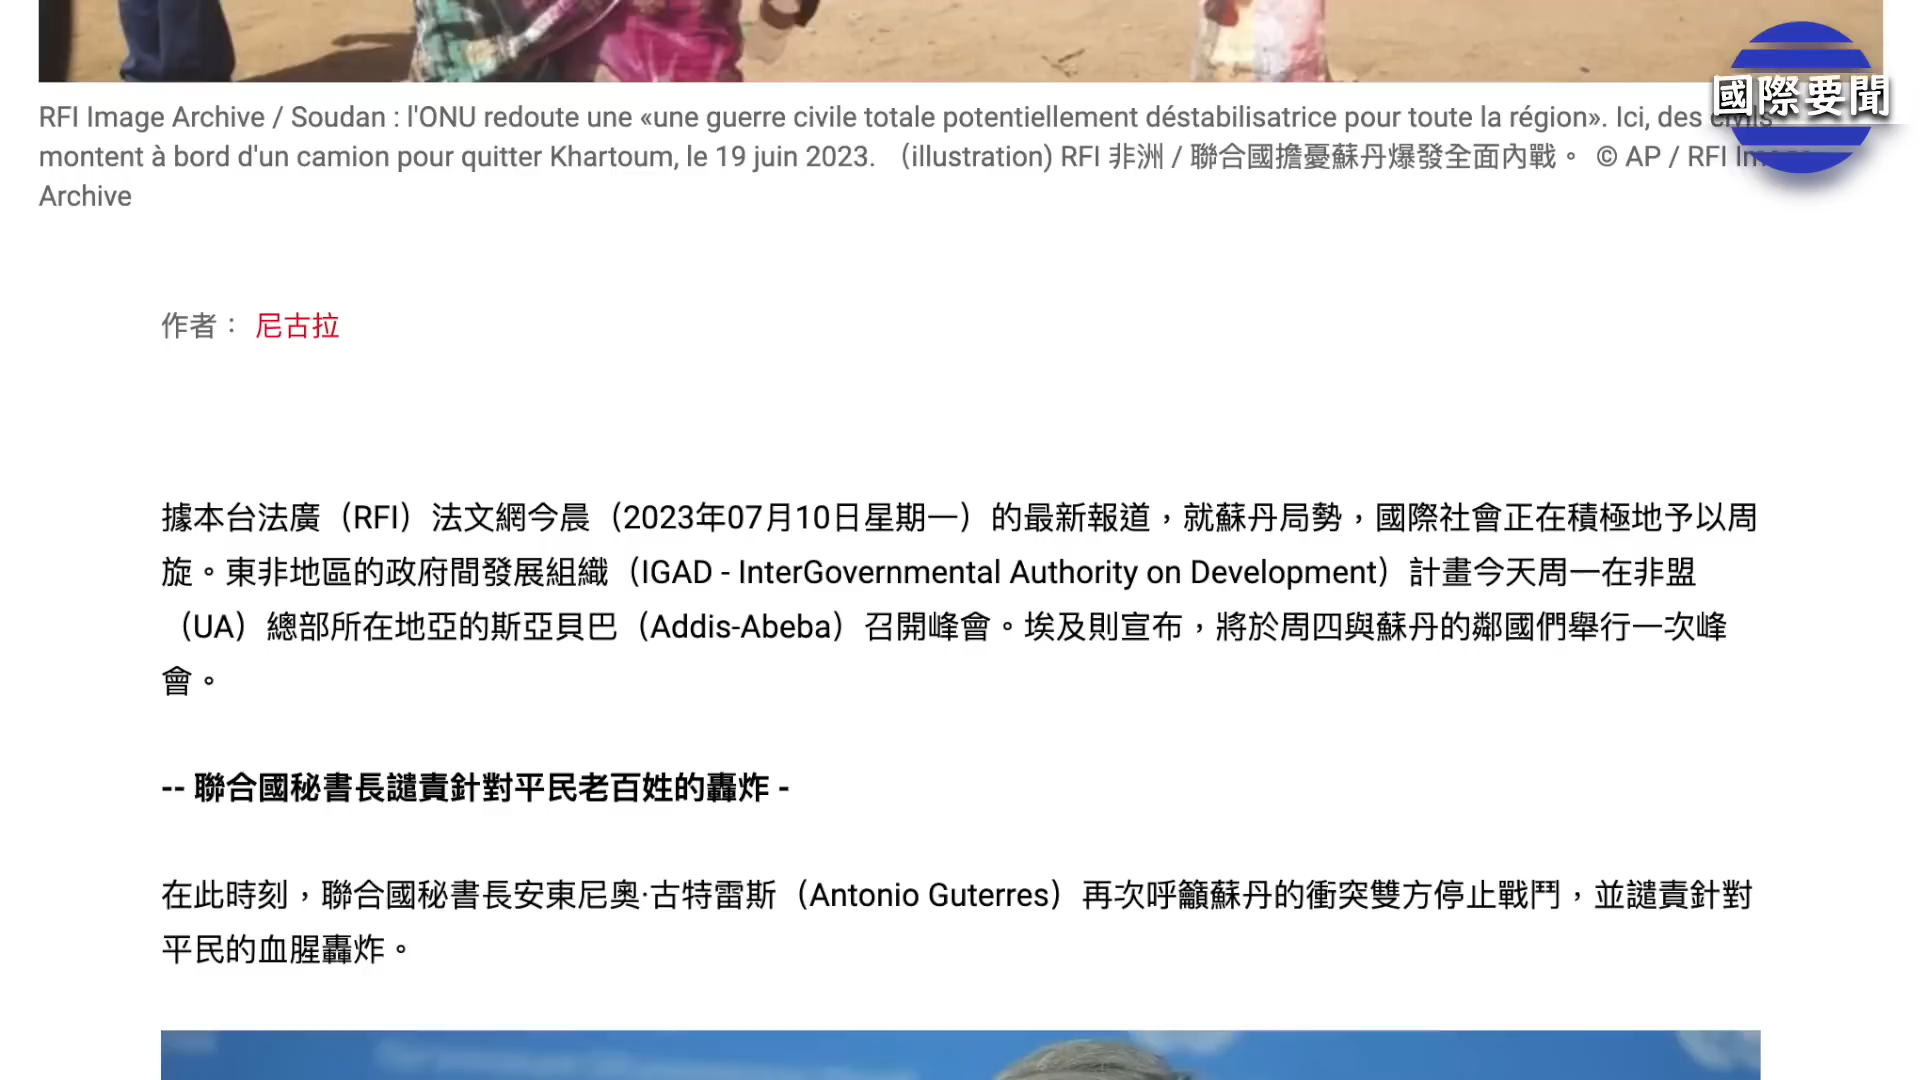 國際要聞
RFI Image Archive / Soudan : l'ONU redoute une «une guerre civile totale potentiellement déstabilisatrice pour toute la région». Ici, des civils
montent à bord d'un camion pour quitter Khartoum, le 19 juin 2023. （illustration) RFI 非洲 / 聯合國擔憂蘇丹爆發全面內戰。 © AP / RFI Image
Archive
作者： 尼古拉
據本台法廣（RFI）法文網今晨（2023年07月10日星期一）的最新報道，就蘇丹局勢，國際社會正在積極地予以周
旋。東非地區的政府間發展組織（IGAD - InterGovernmental Authority on Development）計畫今天周一在非盟
（UA）總部所在地亞的斯亞貝巴（Addis-Abeba）召開峰會。埃及則宣布，將於周四與蘇丹的鄰國們舉行一次峰
會。
-- 聯合國秘書長譴責針對平民老百姓的轟炸 -
在此時刻，聯合國秘書長安東尼奧·古特雷斯（Antonio Guterres）再次呼籲蘇丹的衝突雙方停止戰鬥，並譴責針對
平民的血腥轟炸。